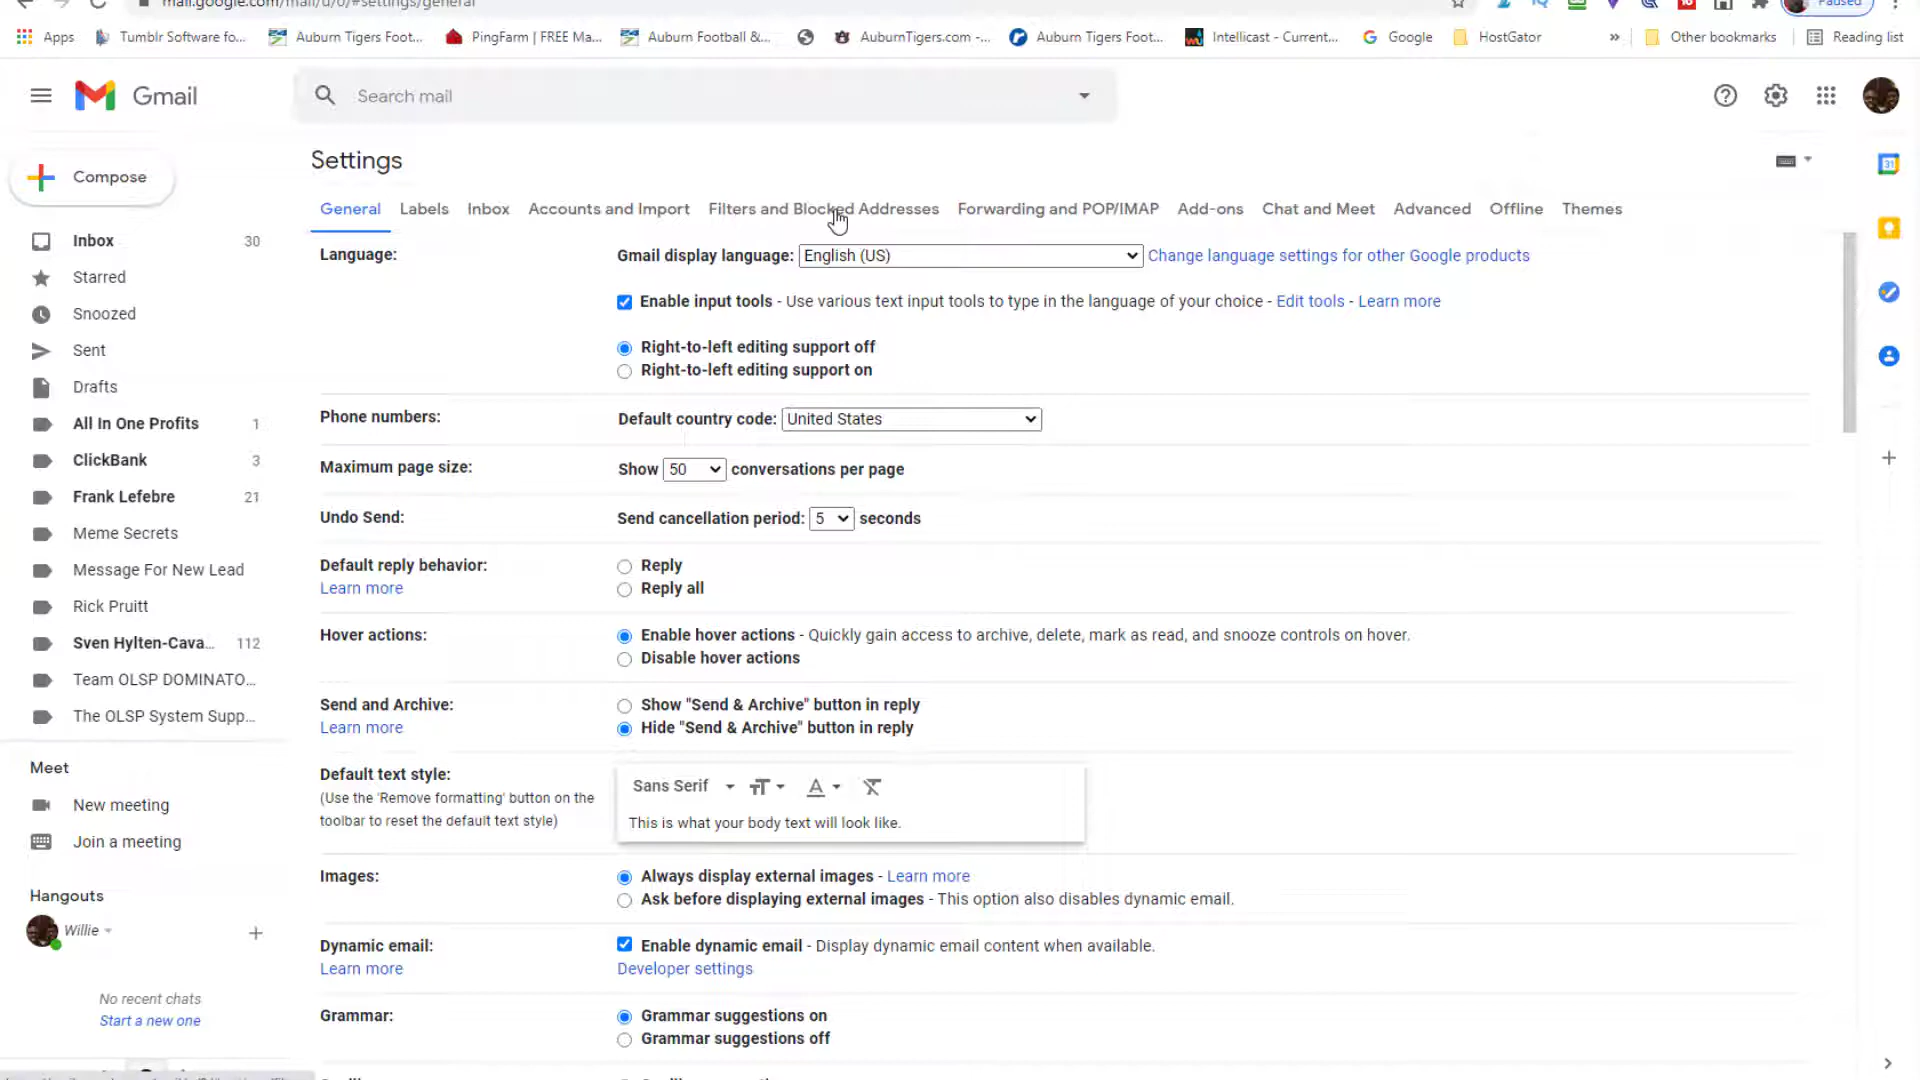 mail.google.com/mail/u/0/#settings/general
Paused
Apps
Tumblr Software fo...
Auburn Tigers Foot...
PingFarm | FREE Ma...
Auburn Football &...
AuburnTigers.com -...
Auburn Tigers Foot...
Intellicast - Current...
Google
HostGator
»
Other bookmarks
Reading list
Gmail
Search mail
Compose
Inbox 30
Starred
Snoozed
Sent
Drafts
All In One Profits 1
ClickBank 3
Frank Lefebre 21
Meme Secrets
Message For New Lead
Rick Pruitt
Sven Hylten-Cava... 112
Team OLSP DOMINATO...
The OLSP System Supp...
Meet
New meeting
Join a meeting
Hangouts
Willie
No recent chats
Start a new one
Settings
General Labels Inbox Accounts and Import Filters and Blocked Addresses Forwarding and POP/IMAP Add-ons Chat and Meet Advanced Offline Themes
Language:
Gmail display language: English (US) Change language settings for other Google products
Enable input tools - Use various text input tools to type in the language of your choice - Edit tools - Learn more
Right-to-left editing support off
Right-to-left editing support on
Phone numbers:
Default country code: United States
Maximum page size:
Show 50 conversations per page
Undo Send:
Send cancellation period: 5 seconds
Default reply behavior:
Learn more
Reply
Reply all
Hover actions:
Enable hover actions - Quickly gain access to archive, delete, mark as read, and snooze controls on hover.
Disable hover actions
Send and Archive:
Learn more
Show "Send & Archive" button in reply
Hide "Send & Archive" button in reply
Default text style:
(Use the 'Remove formatting' button on the
toolbar to reset the default text style)
Sans Serif
This is what your body text will look like.
Images:
Always display external images - Learn more
Ask before displaying external images - This option also disables dynamic email.
Dynamic email:
Learn more
Enable dynamic email - Display dynamic email content when available.
Developer settings
Grammar:
Grammar suggestions on
Grammar suggestions off
31